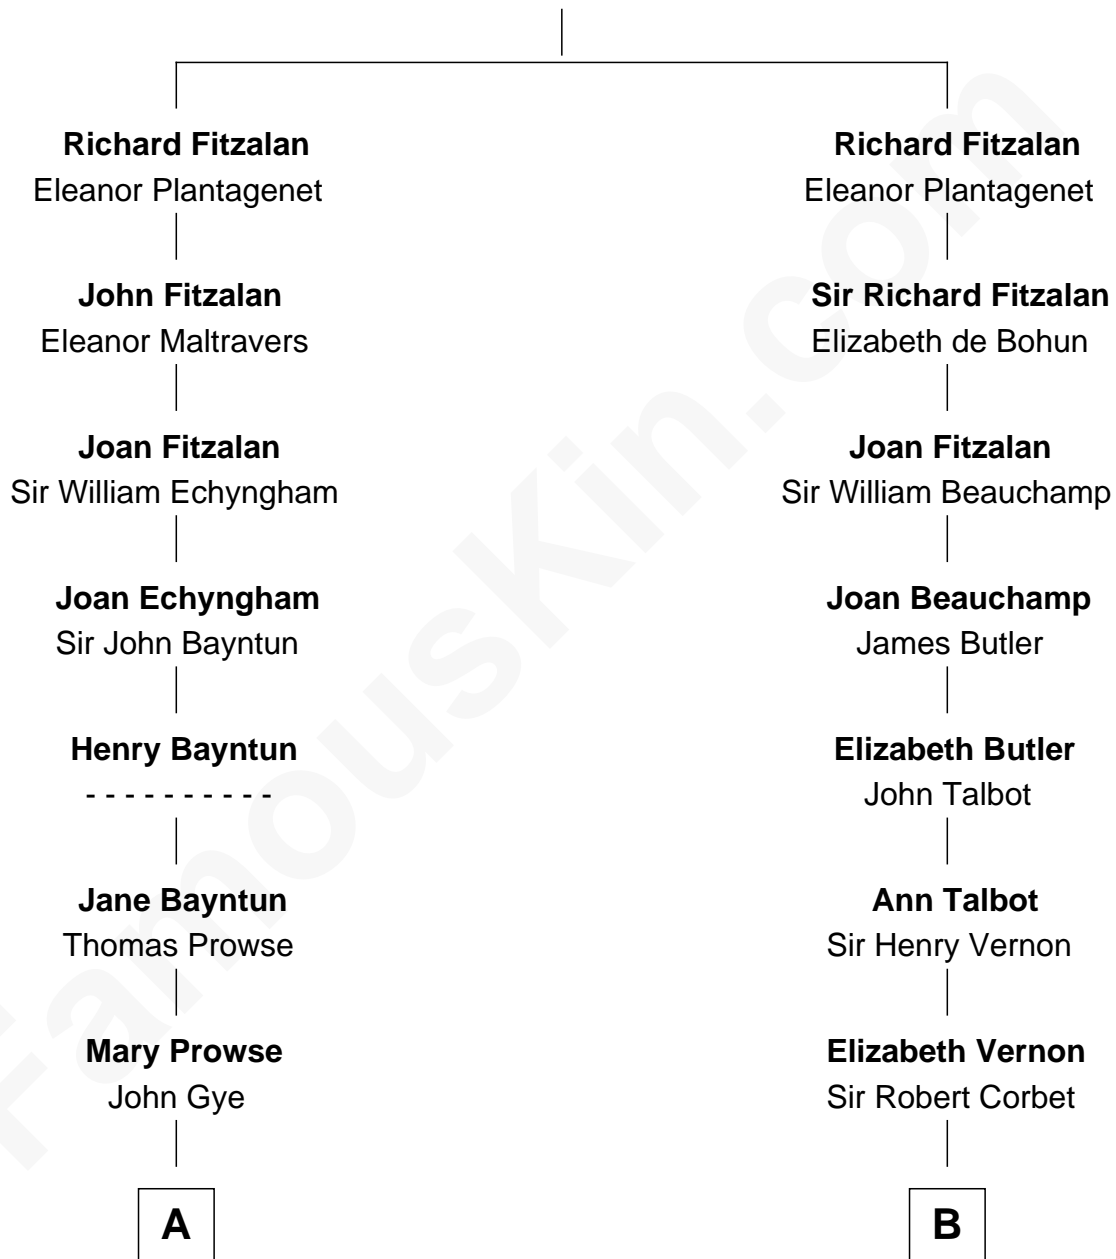 Richard Fitzalan
Eleanor Plantagenet
John Fitzalan
Eleanor Maltravers
Joan Fitzalan
Sir William Echyngham
Joan Echyngham
Sir John Bayntun
Henry Bayntun
- - - - - - - - - -
Jane Bayntun
Thomas Prowse
Mary Prowse
John Gye
A
Richard Fitzalan
Eleanor Plantagenet
Sir Richard Fitzalan
Elizabeth de Bohun
Joan Fitzalan
Sir William Beauchamp
Joan Beauchamp
James Butler
Elizabeth Butler
John Talbot
Ann Talbot
Sir Henry Vernon
Elizabeth Vernon
Sir Robert Corbet
B
FamousKin.com